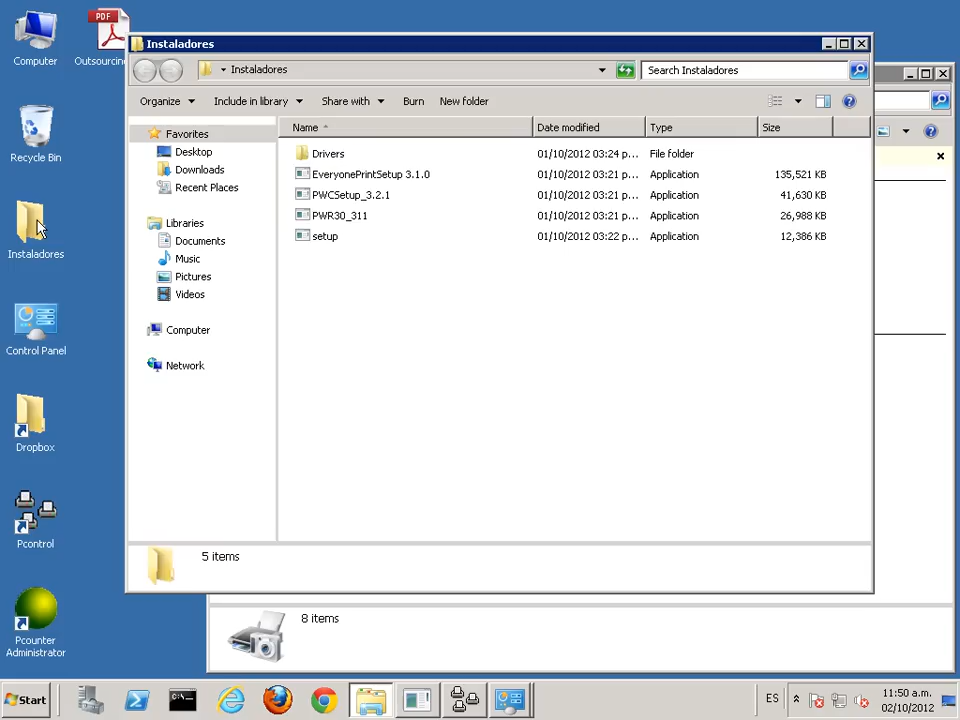 PDF
Computer
Outsourcing
Recycle Bin
Instaladores
Control Panel
Dropbox
Pcontrol
Pcounter
Administrator
Instaladores
Instaladores
Search Instaladores
Organize
Include in library
Share with
Burn
New folder
Favorites
Desktop
Downloads
Recent Places
Libraries
Documents
Music
Pictures
Videos
Computer
Network
Name Date modified Type Size
Drivers 01/10/2012 03:24 p... File folder
EveryonePrintSetup 3.1.0 01/10/2012 03:21 p... Application 135,521 KB
PWCSetup_3.2.1 01/10/2012 03:21 p... Application 41,630 KB
PWR30_311 01/10/2012 03:21 p... Application 26,988 KB
setup 01/10/2012 03:22 p... Application 12,386 KB
5 items
8 items
Start
C:\_
ES
11:50 a.m.
02/10/2012